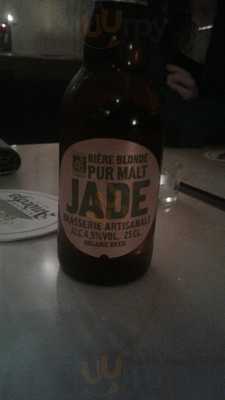 BIÈRE BLONDE
PUR MALT
JADE
BRASSERIE ARTISANALE
ALC.4,5%VOL. 25CL.
ORGANIC BEER